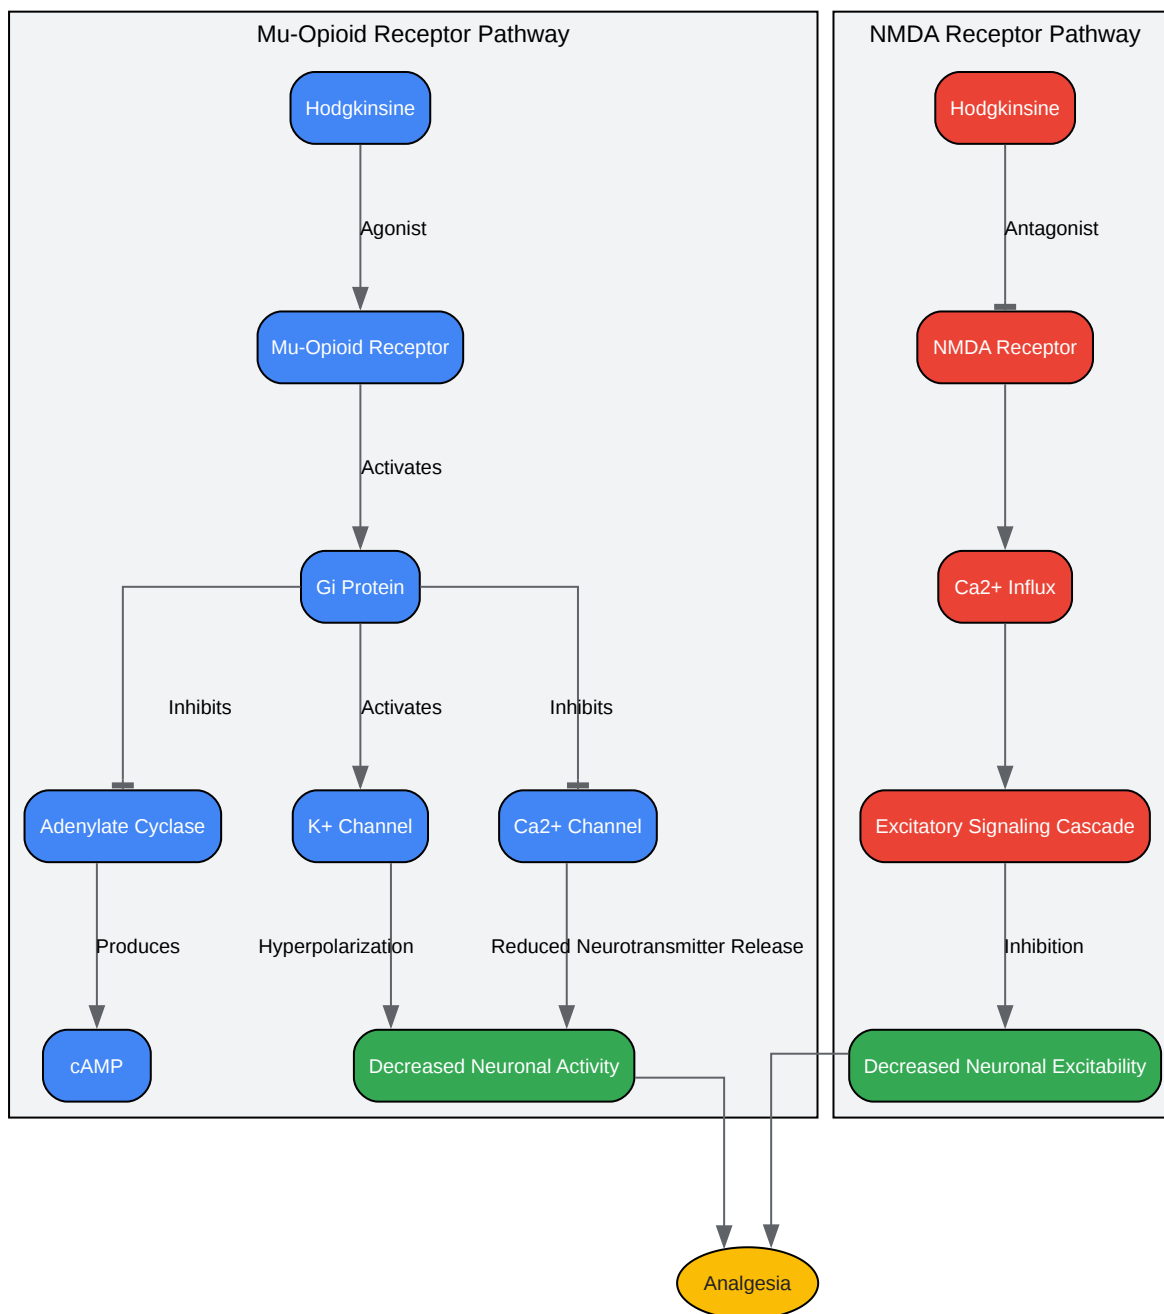 Mu-Opioid Receptor Pathway
Hodgkinsine
Agonist
Mu-Opioid Receptor
Activates
Gi Protein
Inhibits
Activates
Inhibits
Adenylate Cyclase
K+ Channel
Ca2+ Channel
Produces
Hyperpolarization
Reduced Neurotransmitter Release
cAMP
Decreased Neuronal Activity
NMDA Receptor Pathway
Hodgkinsine
Antagonist
NMDA Receptor
Ca2+ Influx
Excitatory Signaling Cascade
Inhibition
Decreased Neuronal Excitability
Analgesia